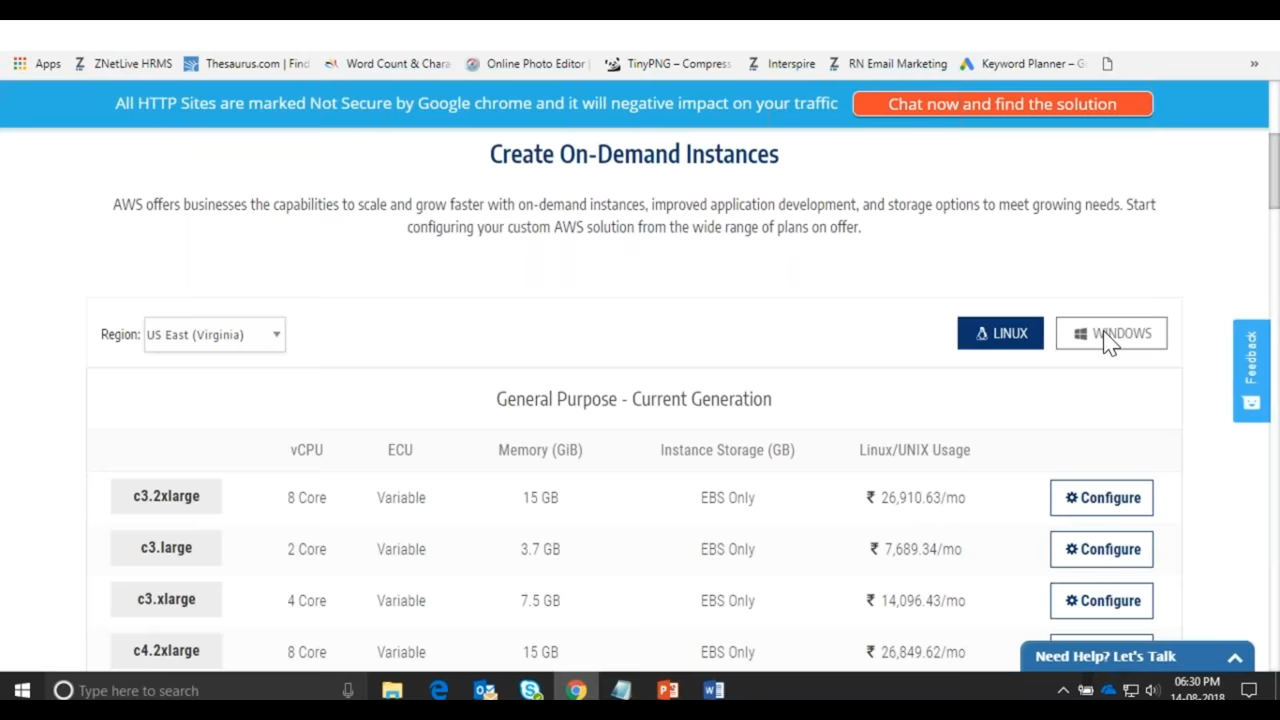 Apps ZNetLive HRMS Thesaurus.com | Find Word Count & Chara Online Photo Editor | TinyPNG – Compress Interspire RN Email Marketing Keyword Planner – G »
All HTTP Sites are marked Not Secure by Google chrome and it will negative impact on your traffic Chat now and find the solution
Create On-Demand Instances
AWS offers businesses the capabilities to scale and grow faster with on-demand instances, improved application development, and storage options to meet growing needs. Start
configuring your custom AWS solution from the wide range of plans on offer.
Region: US East (Virginia) LINUX WINDOWS
Feedback
General Purpose - Current Generation
vCPU ECU Memory (GiB) Instance Storage (GB) Linux/UNIX Usage
c3.2xlarge 8 Core Variable 15 GB EBS Only ₹ 26,910.63/mo Configure
c3.large 2 Core Variable 3.7 GB EBS Only ₹ 7,689.34/mo Configure
c3.xlarge 4 Core Variable 7.5 GB EBS Only ₹ 14,096.43/mo Configure
c4.2xlarge 8 Core Variable 15 GB EBS Only ₹ 26,849.62/mo
Need Help? Let's Talk
Type here to search 06:30 PM
14-08-2018